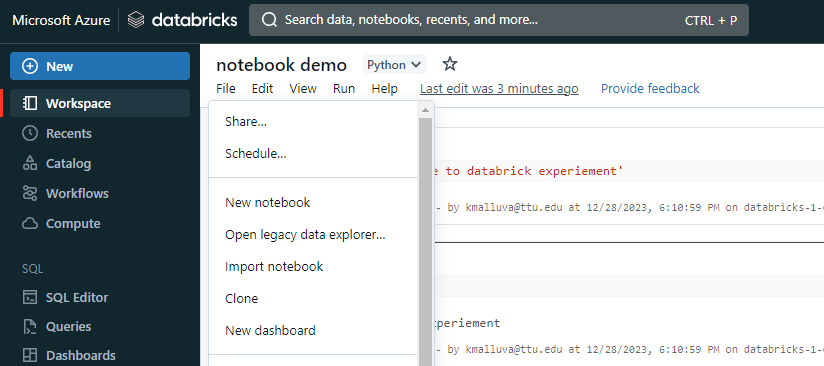 Microsoft Azure databricks Search data, notebooks, recents, and more... CTRL + P
New
Workspace
Recents
Catalog
Workflows
Compute
SQL
SQL Editor
Queries
Dashboards
notebook demo Python
File Edit View Run Help Last edit was 3 minutes ago Provide feedback
Share...
Schedule...
New notebook
Open legacy data explorer...
Import notebook
Clone
New dashboard
e to databrick experiement'
- by kmalluva@ttu.edu at 12/28/2023, 6:10:59 PM on databricks-1-
periement
- by kmalluva@ttu.edu at 12/28/2023, 6:10:59 PM on databricks-1-